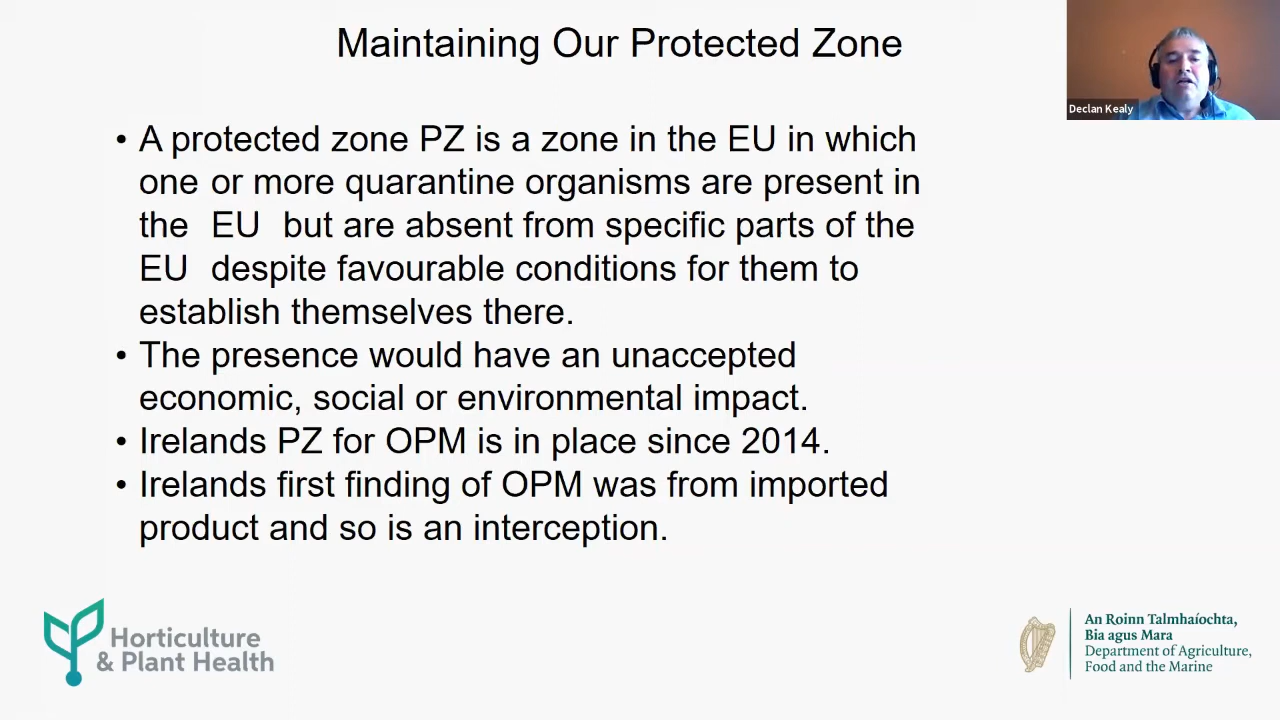 Maintaining Our Protected Zone
Declan Kealy
• A protected zone PZ is a zone in the EU in which
one or more quarantine organisms are present in
the EU but are absent from specific parts of the
EU despite favourable conditions for them to
establish themselves there.
• The presence would have an unaccepted
economic, social or environmental impact.
• Irelands PZ for OPM is in place since 2014.
• Irelands first finding of OPM was from imported
product and so is an interception.
Horticulture
& Plant Health
An Roinn Talmhaíochta,
Bia agus Mara
Department of Agriculture,
Food and the Marine